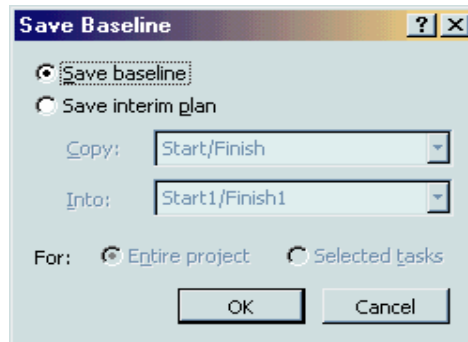 Save Baseline
Save baseline
Save interim plan
Copy: Start/Finish
Into: Start1/Finish1
For: Entire project Selected tasks
OK Cancel